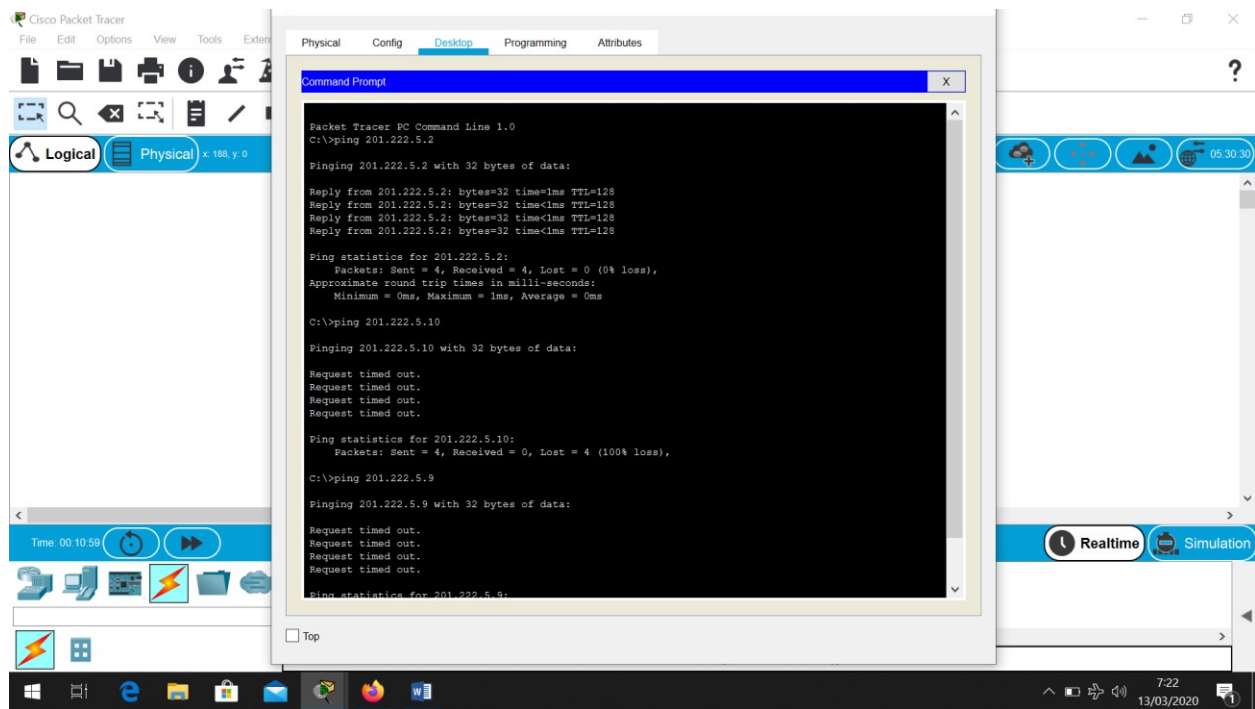 Cisco Packet Tracer
File Edit Options View Tools Exten
Physical Config Desktop Programming Attributes
?
Command Prompt X
Logical Physical x: 188, y: 0 05:30:30
Packet Tracer PC Command Line 1.0
C:\>ping 201.222.5.2
Pinging 201.222.5.2 with 32 bytes of data:
Reply from 201.222.5.2: bytes=32 time=1ms TTL=128
Reply from 201.222.5.2: bytes=32 time<1ms TTL=128
Reply from 201.222.5.2: bytes=32 time<1ms TTL=128
Reply from 201.222.5.2: bytes=32 time<1ms TTL=128
Ping statistics for 201.222.5.2:
Packets: Sent = 4, Received = 4, Lost = 0 (0% loss),
Approximate round trip times in milli-seconds:
Minimum = 0ms, Maximum = 1ms, Average = 0ms
C:\>ping 201.222.5.10
Pinging 201.222.5.10 with 32 bytes of data:
Request timed out.
Request timed out.
Request timed out.
Request timed out.
Ping statistics for 201.222.5.10:
Packets: Sent = 4, Received = 0, Lost = 4 (100% loss),
C:\>ping 201.222.5.9
Pinging 201.222.5.9 with 32 bytes of data:
Request timed out.
Request timed out.
Request timed out.
Request timed out.
Ping statistics for 201.222.5.9:
Time: 00:10:59 Realtime Simulation
Top
7:22
13/03/2020
1